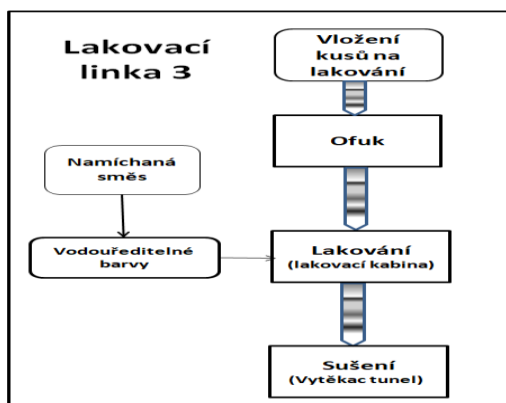 Lakovací
linka 3
Vložení
kusů na
lakování
Ofuk
Namíchaná
směs
Vodouředitelné
barvy
Lakování
(lakovací kabina)
Sušení
(Vytěkac tunel)